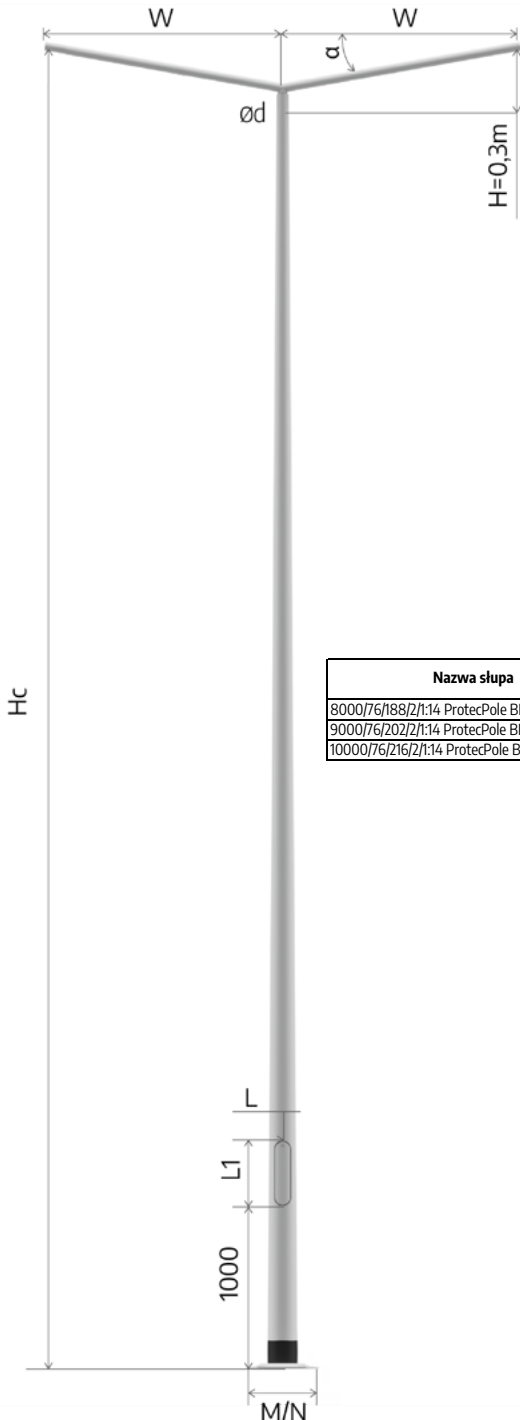 W W
α
ød
H=0,3m
Hc
Nazwa słupa
8000/76/188/2/1:14 ProtecPole
9000/76/202/2/1:14 ProtecPole
10000/76/216/2/1:14 ProtecPole
L
L1
1000
M/N